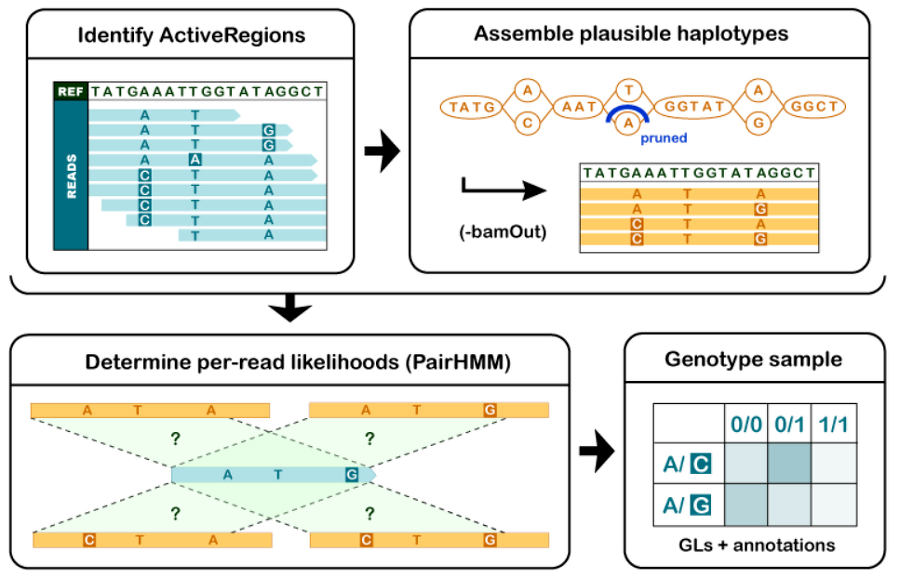 Identify ActiveRegions
REF TATGAAATTGGTATAGGCT
READS
A T
A T G
A T G
A A A
C T A
C T A
C T A
C T A
T A
Assemble plausible haplotypes
A T A
TATG AAT GGTAT GGCT
C A G
pruned
(-bamOut)
TATGAAATTGGTATAGGCT
A T A
A T G
C T A
C T G
Determine per-read likelihoods (PairHMM)
A T A A T G
? ?
A T G
? ?
C T A C T G
Genotype sample
0/0 0/1 1/1
A/ C
A/ G
GLs + annotations